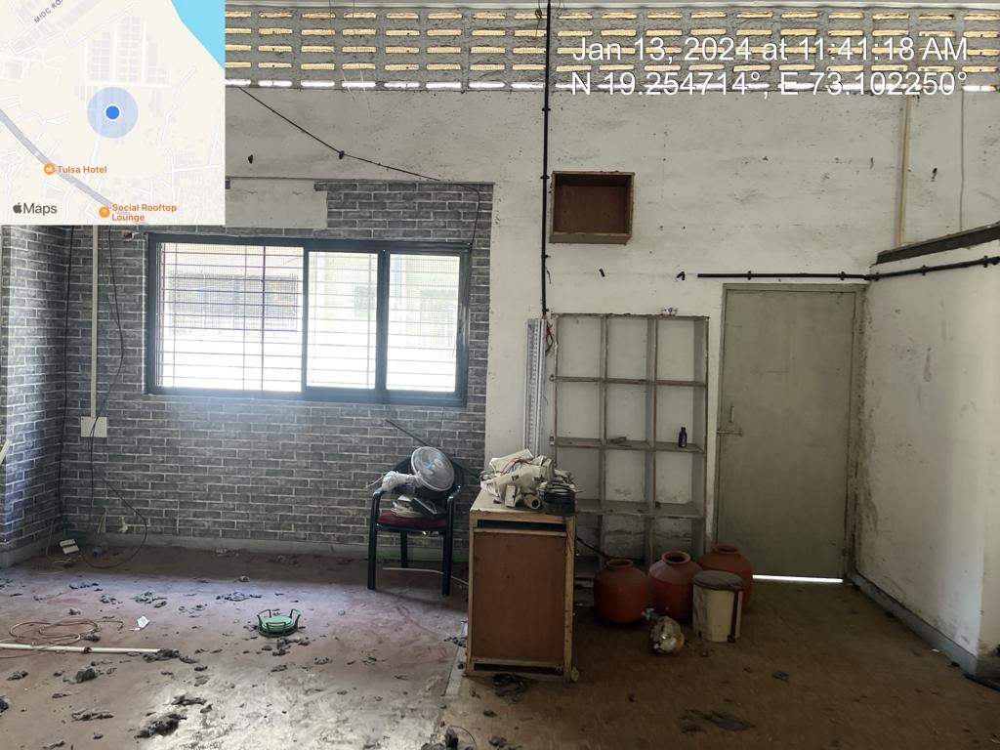 MIDC RO
Tulsa Hotel
Maps
Social Rooftop
Lounge
Jan 13, 2024 at 11:41:18 AM
N 19.254714°, E 73.102250°